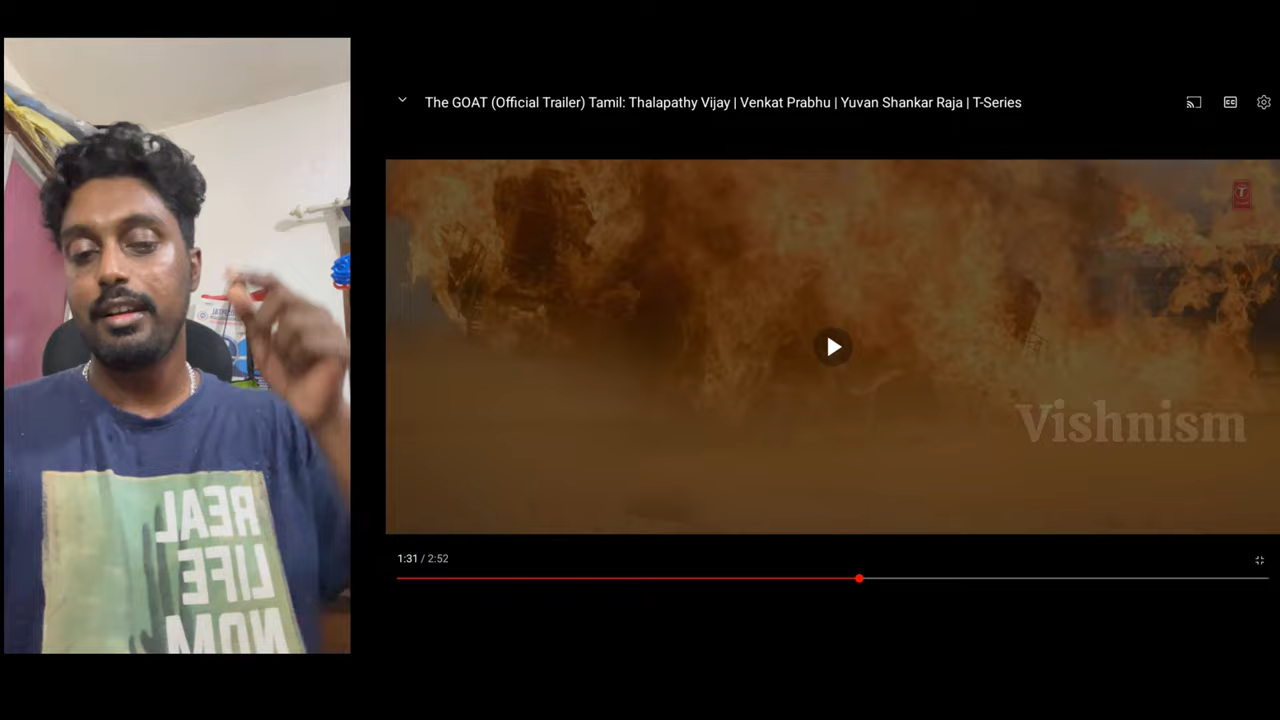 The GOAT (Official Trailer) Tamil: Thalapathy Vijay | Venkat Prabhu | Yuvan Shankar Raja | T-Series
CC
Vishnism
1:31 / 2:52
REAL
LIFE